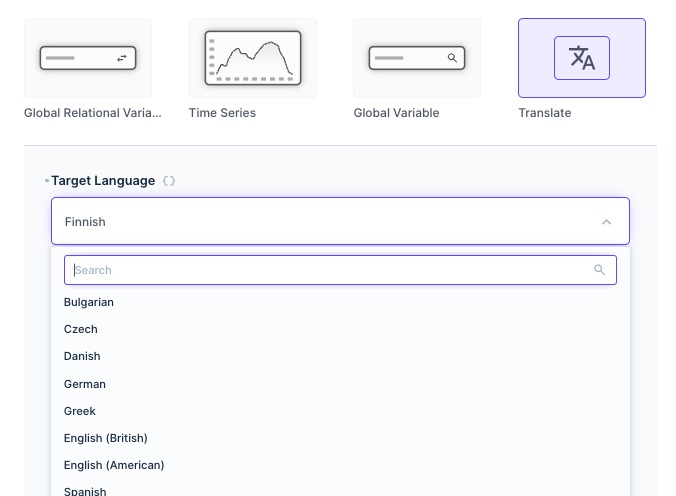 Global Relational Varia...
Time Series
Global Variable
Translate
Target Language {}
Finnish
Search
Bulgarian
Czech
Danish
German
Greek
English (British)
English (American)
Spanish